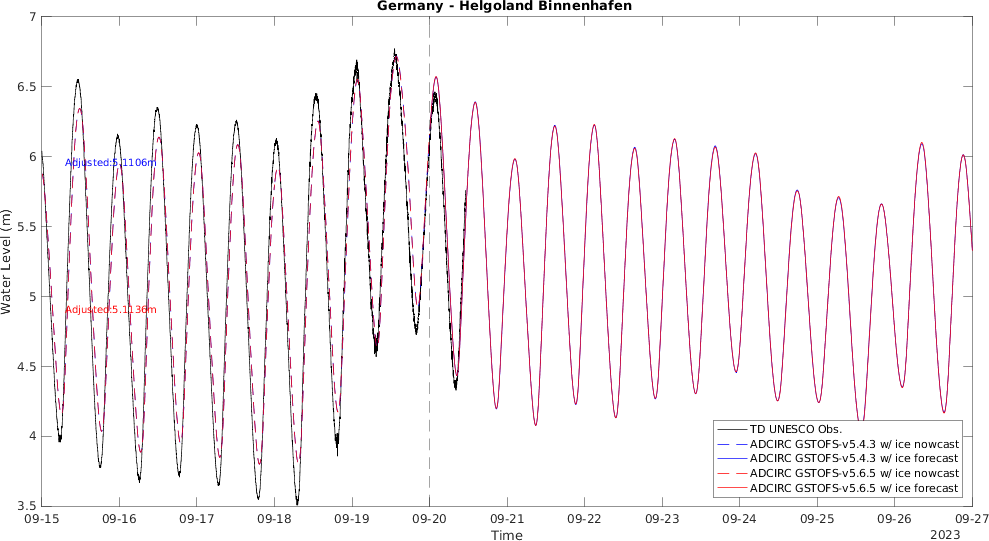 Germany - Helgoland Binnenhafen
Water Level (m)
7
6.5
6
5.5
5
4.5
4
3.5
Adjusted:5.1106m
Adjusted:5.1136m
TD UNESCO Obs.
ADCIRC GSTOFS-v5.4.3 w/ ice nowcast
ADCIRC GSTOFS-v5.4.3 w/ ice forecast
ADCIRC GSTOFS-v5.6.5 w/ ice nowcast
ADCIRC GSTOFS-v5.6.5 w/ ice forecast
09-15 09-16 09-17 09-18 09-19 09-20 09-21 09-22 09-23 09-24 09-25 09-26 09-27
Time
2023